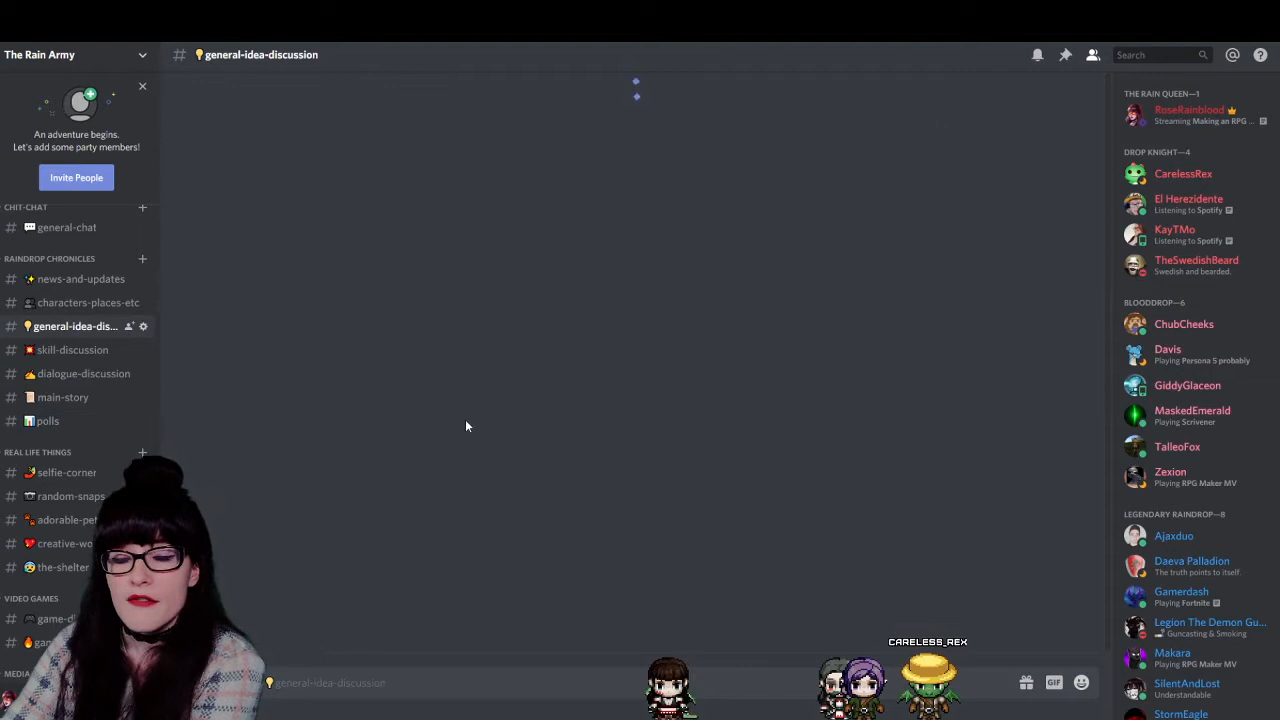 The Rain Army
💡general-idea-discussion
Search
An adventure begins.
Let's add some party members!
Invite People
CHIT-CHAT
general-chat
RAINDROP CHRONICLES
news-and-updates
characters-places-etc
general-idea-dis...
skill-discussion
dialogue-discussion
main-story
polls
REAL LIFE THINGS
selfie-corner
random-snaps
adorable-pet
creative-wo
the-shelter
VIDEO GAMES
MEDIA
general-idea-discussion
GIF
CARELESS_REX
THE RAIN QUEEN—1
RoseRainblood
Streaming Making an RPG ...
DROP KNIGHT—4
CarelessRex
El Herezidente
Listening to Spotify
KayTMo
Listening to Spotify
TheSwedishBeard
Swedish and bearded.
BLOODDROP—6
ChubCheeks
Davis
Playing Persona 5 probably
GiddyGlaceon
MaskedEmerald
Playing Scrivener
TalleoFox
Zexion
Playing RPG Maker MV
LEGENDARY RAINDROP—8
Ajaxduo
Daeva Palladion
The truth points to itself.
Gamerdash
Playing Fortnite
Legion The Demon Gu...
Guncasting & Smoking
Makara
Playing RPG Maker MV
SilentAndLost
Understandable
StormEagle